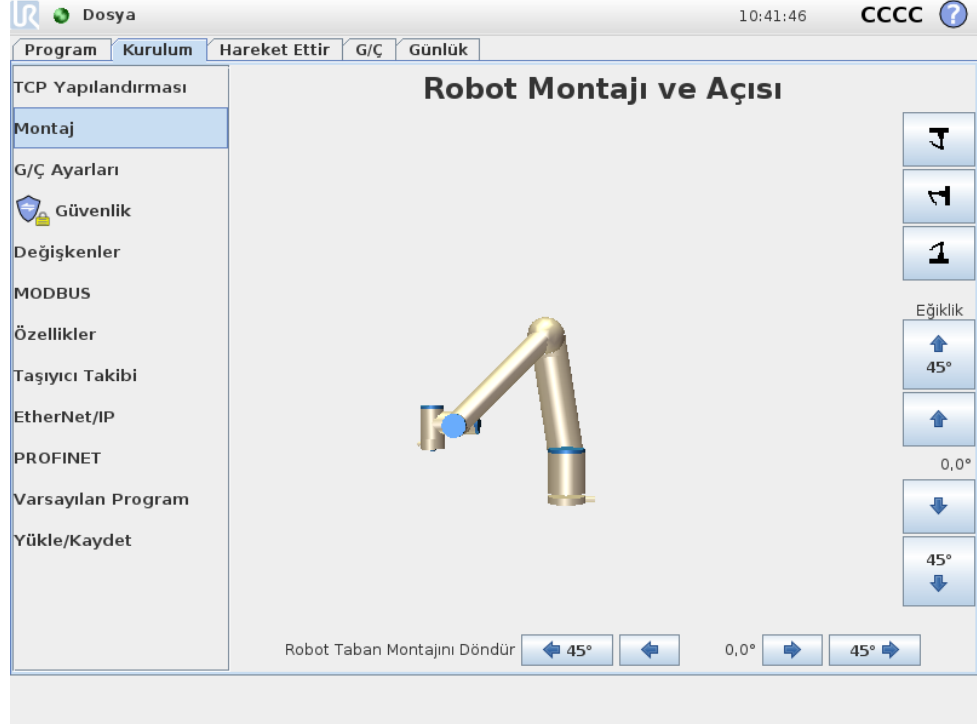 UR Dosya 10:41:46 CCCC ?
Program Kurulum Hareket Ettir G/Ç Günlük
TCP Yapılandırması
Robot Montajı ve Açısı
Montaj
G/Ç Ayarları
Güvenlik
Değişkenler
MODBUS
Özellikler
Taşıyıcı Takibi
EtherNet/IP
PROFINET
Varsayılan Program
Yükle/Kaydet
Eğiklik
45°
0,0°
45°
Robot Taban Montajını Döndür 45° 0,0° 45°